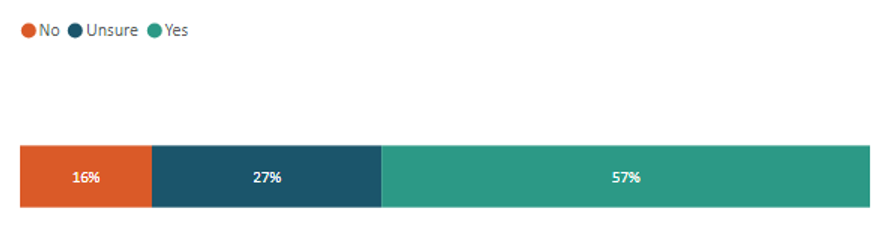 No Unsure Yes
16% 27% 57%